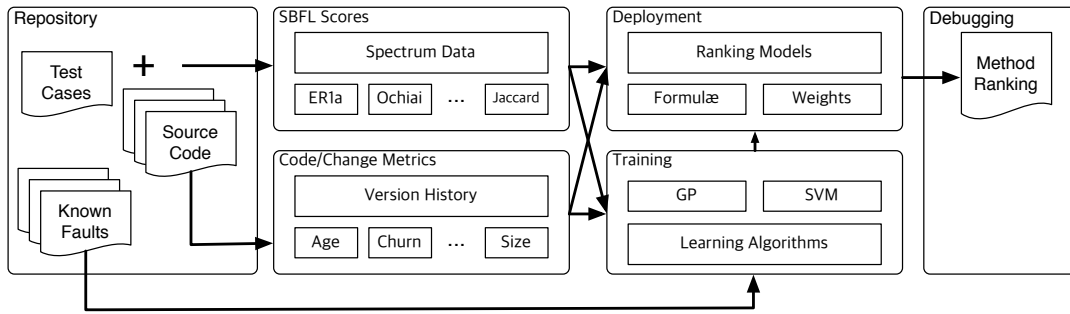 Repository
Test
Cases
+
Source
Code
Known
Faults
SBFL Scores
Spectrum Data
ER1a
Ochiai
...
Jaccard
Code/Change Metrics
Version History
Age
Churn
...
Size
Deployment
Ranking Models
Formulæ
Weights
Training
GP
SVM
Learning Algorithms
Debugging
Method
Ranking